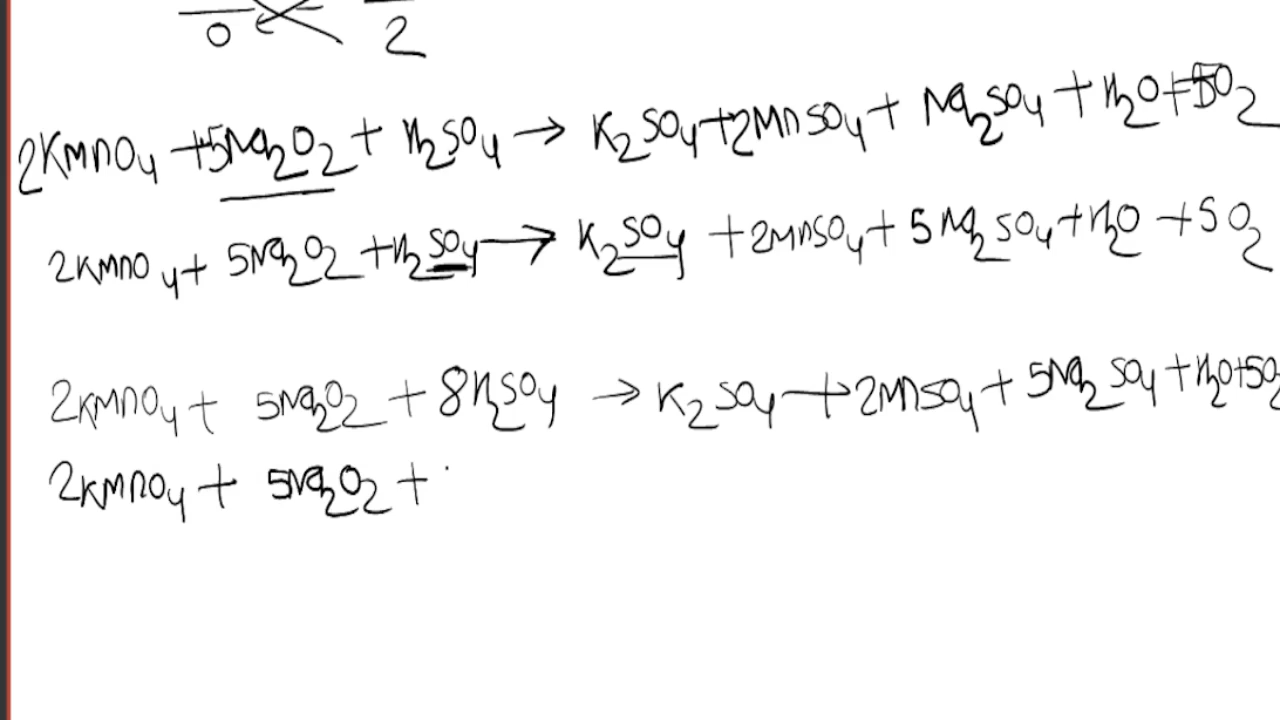 0 2
2KMnO4 + 5Na2O2 + H2SO4 → K2SO4 + 2MnSO4 + Na2SO4 + H2O + 5O2
2KMnO4 + 5Na2O2 + H2SO4 → K2SO4 + 2MnSO4 + 5Na2SO4 + H2O + 5O2
2KMnO4 + 5Na2O2 + 8H2SO4 → K2SO4 + 2MnSO4 + 5Na2SO4 + H2O + 5O2
2KMnO4 + 5Na2O2 +